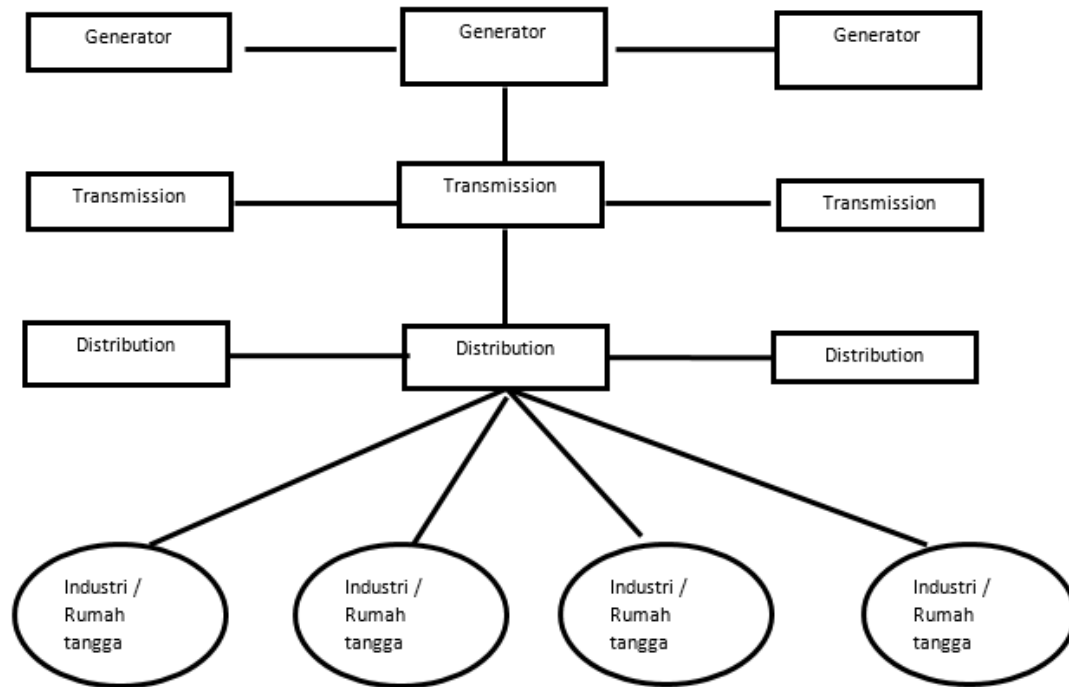 Generator
Generator
Generator
Transmission
Transmission
Transmission
Distribution
Distribution
Distribution
Industri /
Rumah
tangga
Industri /
Rumah
tangga
Industri /
Rumah
tangga
Industri /
Rumah
tangga